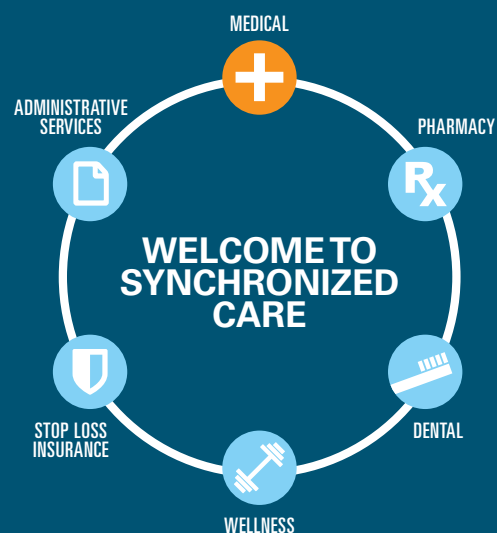 MEDICAL
ADMINISTRATIVE
SERVICES
PHARMACY
Rx
WELCOME TO
SYNCHRONIZED
CARE
STOP LOSS
INSURANCE
DENTAL
WELLNESS